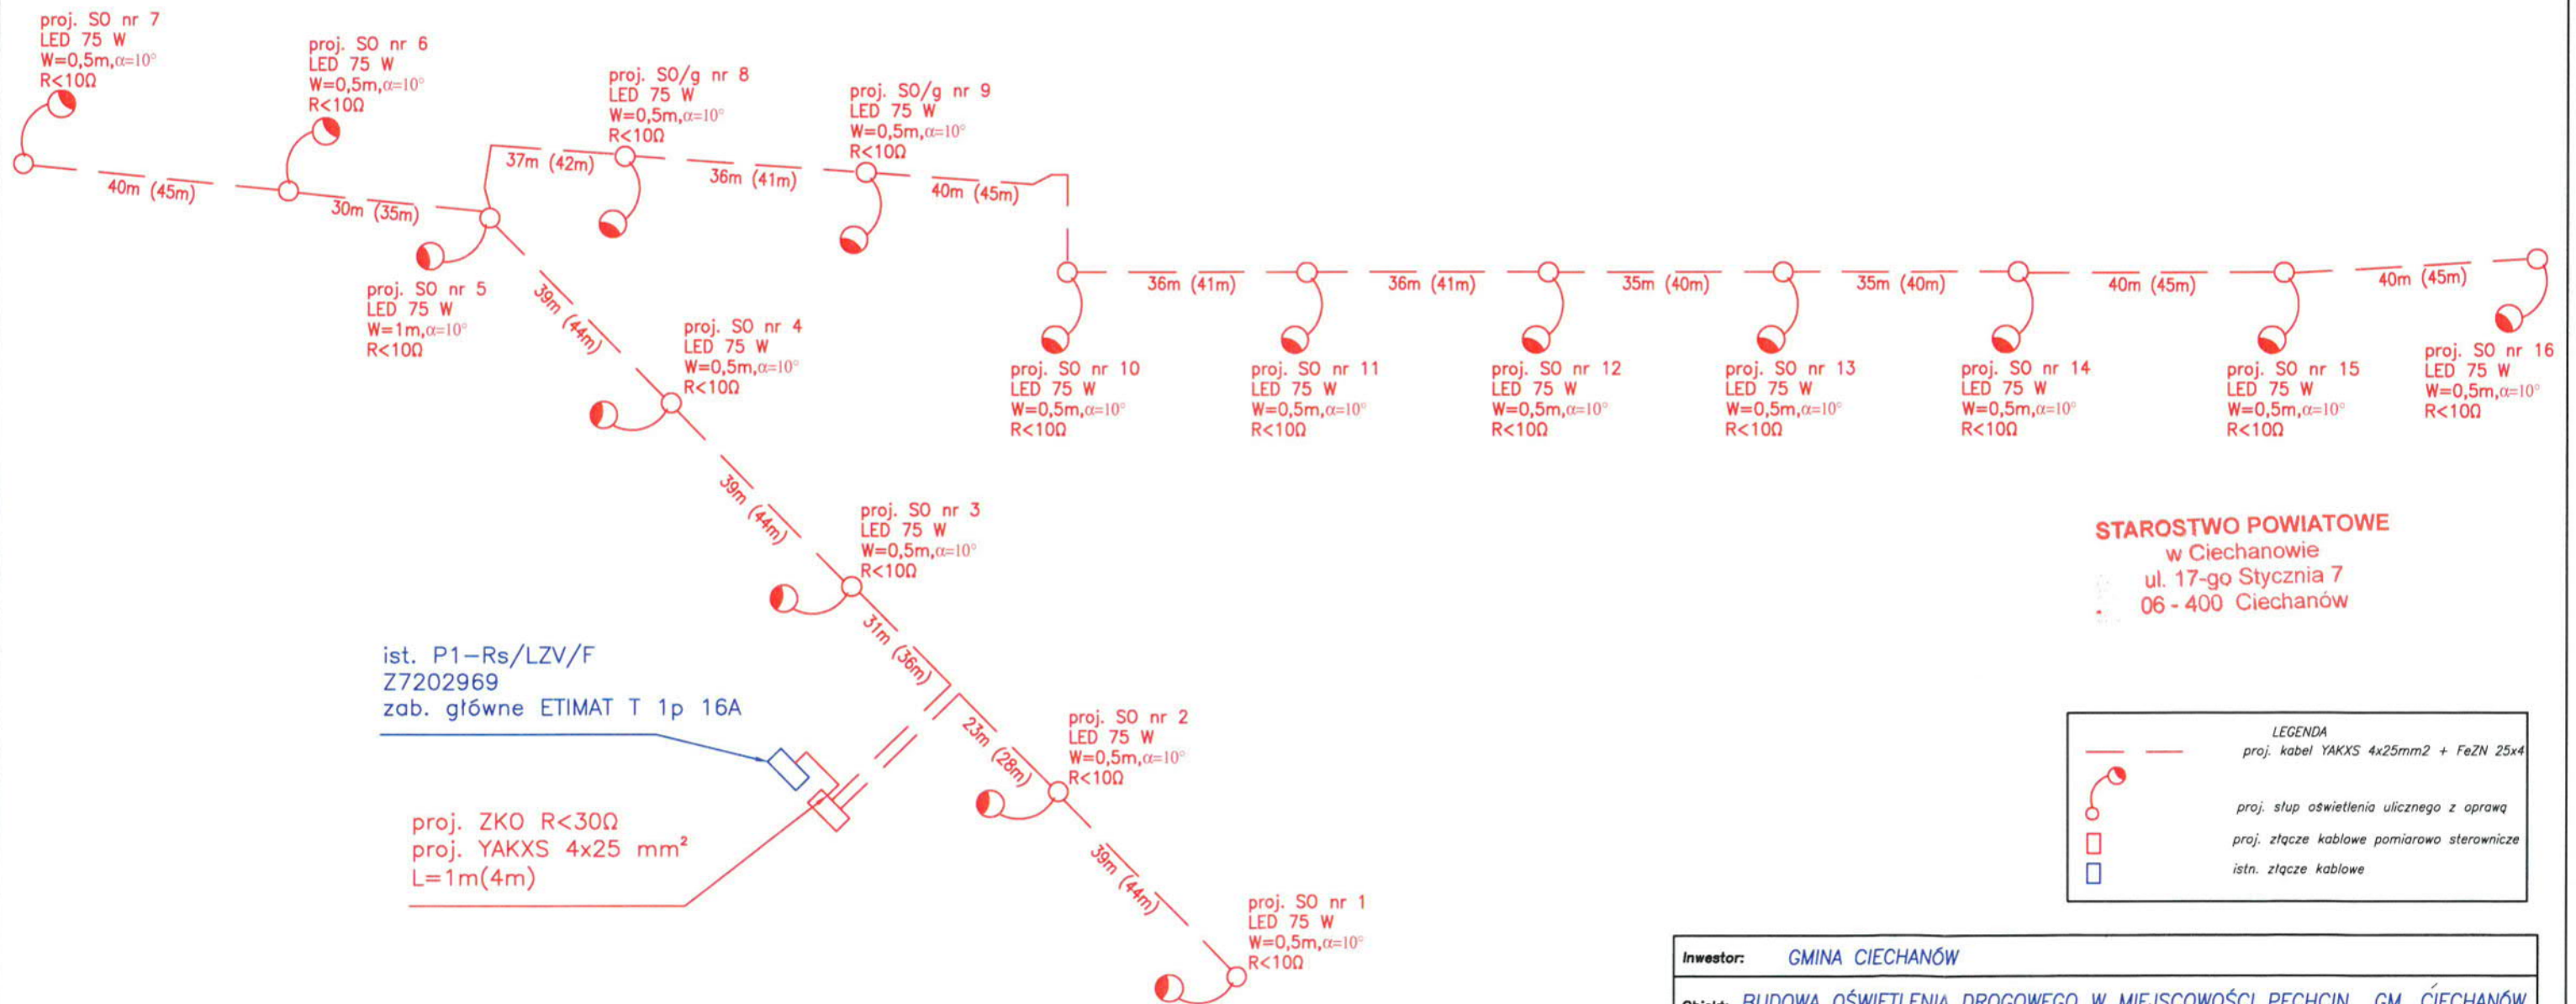 proj. SO nr 7
LED 75 W
W=0,5m,α=10°
R<10Ω
proj. SO nr 6
LED 75 W
W=0,5m,α=10°
R<10Ω
proj. SO/g nr 8
LED 75 W
W=0,5m,α=10°
R<10Ω
proj. SO/g nr 9
LED 75 W
W=0,5m,α=10°
R<10Ω
40m (45m)
30m (35m)
37m (42m)
36m (41m)
40m (45m)
proj. SO nr 5
LED 75 W
W=1m,α=10°
R<10Ω
39m (44m)
proj. SO nr 4
LED 75 W
W=0,5m,α=10°
R<10Ω
36m (41m)
36m (41m)
35m (40m)
35m (40m)
40m (45m)
40m (45m)
proj. SO nr 10
LED 75 W
W=0,5m,α=10°
R<10Ω
proj. SO nr 11
LED 75 W
W=0,5m,α=10°
R<10Ω
proj. SO nr 12
LED 75 W
W=0,5m,α=10°
R<10Ω
proj. SO nr 13
LED 75 W
W=0,5m,α=10°
R<10Ω
proj. SO nr 14
LED 75 W
W=0,5m,α=10°
R<10Ω
proj. SO nr 15
LED 75 W
W=0,5m,α=10°
R<10Ω
proj. SO nr 16
LED 75 W
W=0,5m,α=10°
R<10Ω
39m (44m)
proj. SO nr 3
LED 75 W
W=0,5m,α=10°
R<10Ω
STAROSTWO POWIATOWE
w Ciechanowie
ul. 17-go Stycznia 7
06 - 400 Ciechanów
31m (36m)
ist. P1-Rs/LZV/F
Z7202969
zab. główne ETIMAT T 1p 16A
23m (28m)
proj. SO nr 2
LED 75 W
W=0,5m,α=10°
R<10Ω
proj. ZKO R<30Ω
proj. YAKXS 4x25 mm²
L=1m(4m)
39m (44m)
proj. SO nr 1
LED 75 W
W=0,5m,α=10°
R<10Ω
LEGENDA
proj. kabel YAKXS 4x25mm2 + FeZN 25x4
proj. słup oświetlenia ulicznego z oprawą
proj. złącze kablowe pomiarowo sterownicze
istn. złącze kablowe
Inwestor: GMINA CIECHANÓW
Obiekt: BUDOWA OŚWIETLENIA DROGOWEGO W MIEJSCOWOŚCI PECHCIN, GM. CIECHANÓW